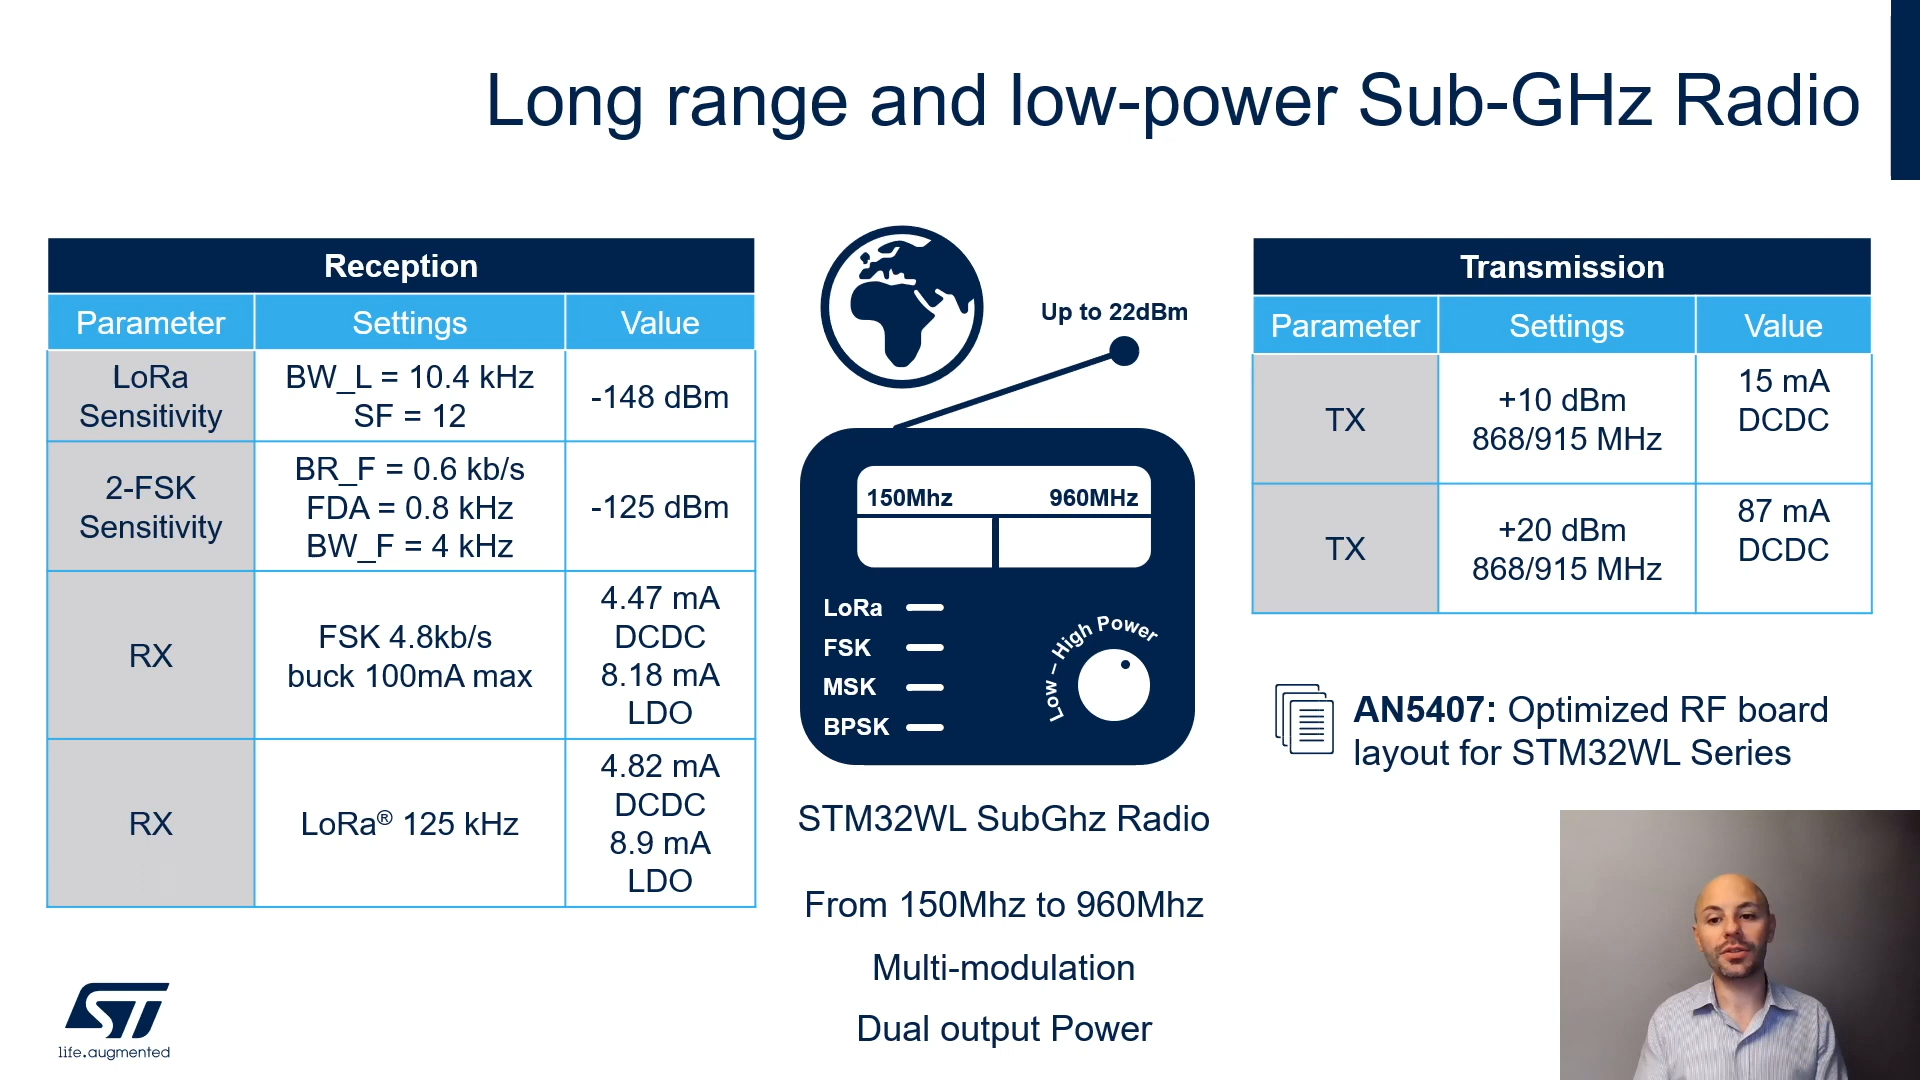 Long range and low-power Sub-GHz Radio
Reception
Parameter Settings Value
LoRa
Sensitivity
BW_L = 10.4 kHz
SF = 12
-148 dBm
2-FSK
Sensitivity
BR_F = 0.6 kb/s
FDA = 0.8 kHz
BW_F = 4 kHz
-125 dBm
RX
FSK 4.8kb/s
buck 100mA max
4.47 mA
DCDC
8.18 mA
LDO
RX
LoRa® 125 kHz
4.82 mA
DCDC
8.9 mA
LDO
Up to 22dBm
150Mhz 960MHz
LoRa
FSK
MSK
BPSK
Low – High Power
STM32WL SubGhz Radio
From 150Mhz to 960Mhz
Multi-modulation
Dual output Power
Transmission
Parameter Settings Value
TX
+10 dBm
868/915 MHz
15 mA
DCDC
TX
+20 dBm
868/915 MHz
87 mA
DCDC
AN5407: Optimized RF board
layout for STM32WL Series
ST
life.augmented